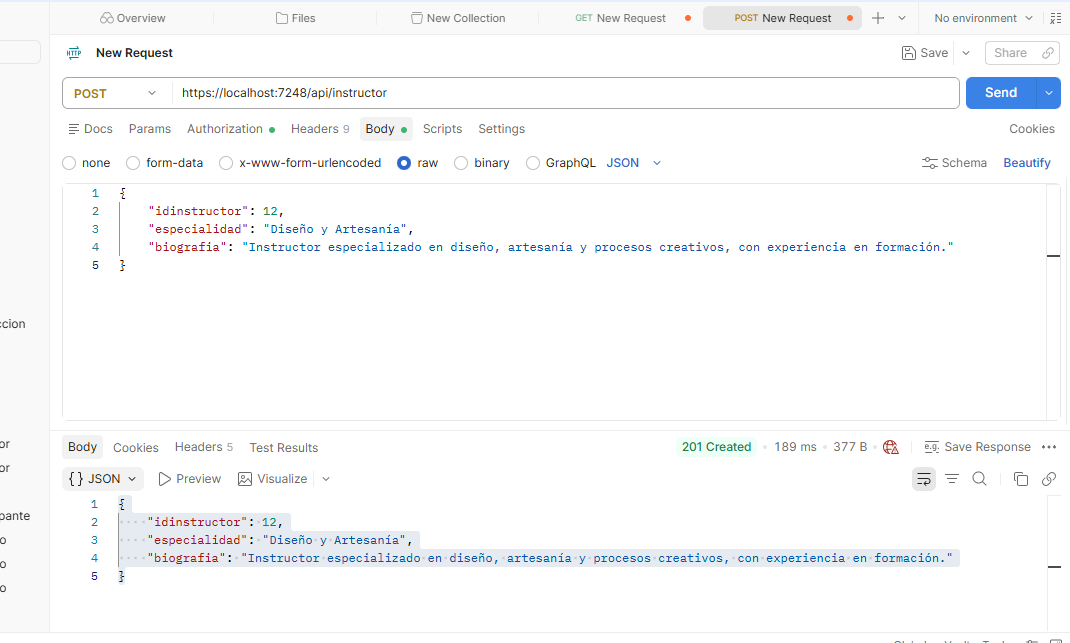 Overview Files New Collection GET New Request POST New Request No environment
HTTP New Request Save Share
POST https://localhost:7248/api/instructor Send
Docs Params Authorization Headers 9 Body Scripts Settings Cookies
none form-data x-www-form-urlencoded raw binary GraphQL JSON Schema Beautify
1 {
2 "idinstructor": 12,
3 "especialidad": "Diseño y Artesanía",
4 "biografia": "Instructor especializado en diseño, artesanía y procesos creativos, con experiencia en formación."
5 }
ccion
or
or
pante
o
o
o
Body Cookies Headers 5 Test Results 201 Created 189 ms 377 B e.g. Save Response
{} JSON Preview Visualize
1 {
2 "idinstructor": 12,
3 "especialidad": "Diseño y Artesanía",
4 "biografia": "Instructor especializado en diseño, artesanía y procesos creativos, con experiencia en formación."
5 }